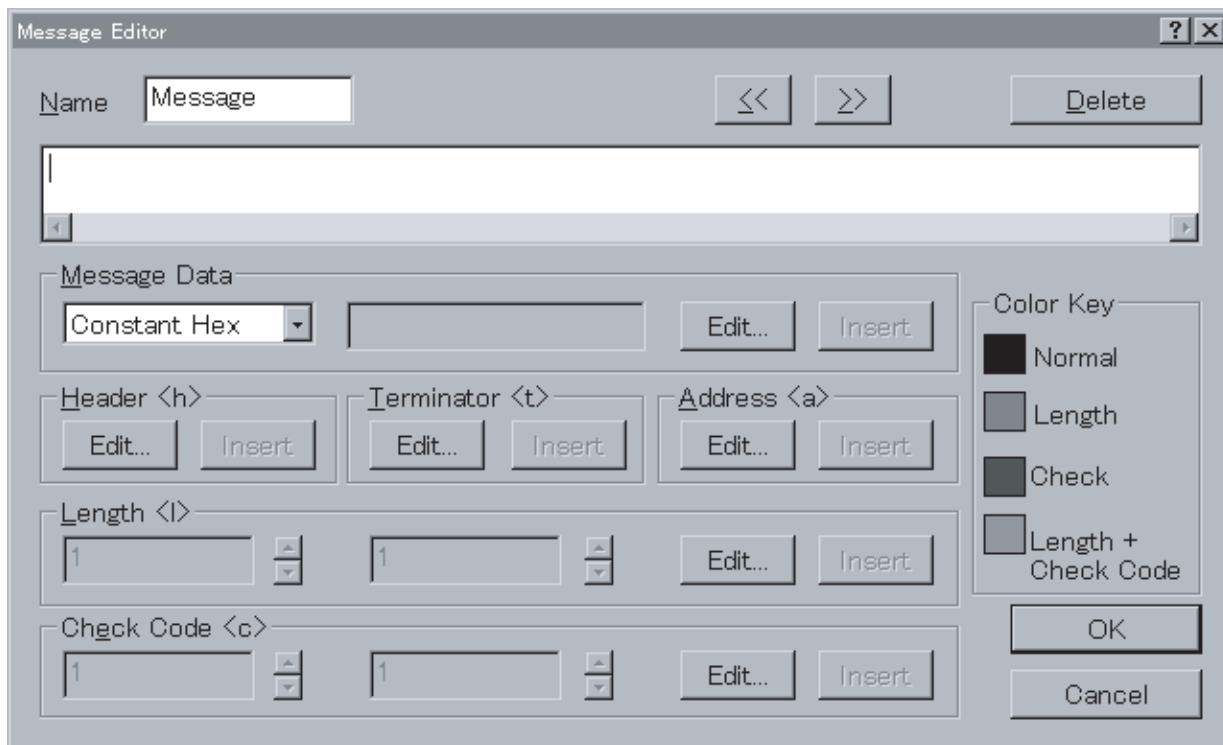 Message Editor
? X
Name Message << >> Delete
Message Data
Constant Hex Edit... Insert
Color Key
Normal
Header <h> Terminator <t> Address <a>
Edit... Insert Edit... Insert Edit... Insert
Length
Check
Length <l>
1 1 Edit... Insert
Length +
Check Code
Check Code <c>
1 1 Edit... Insert
OK
Cancel